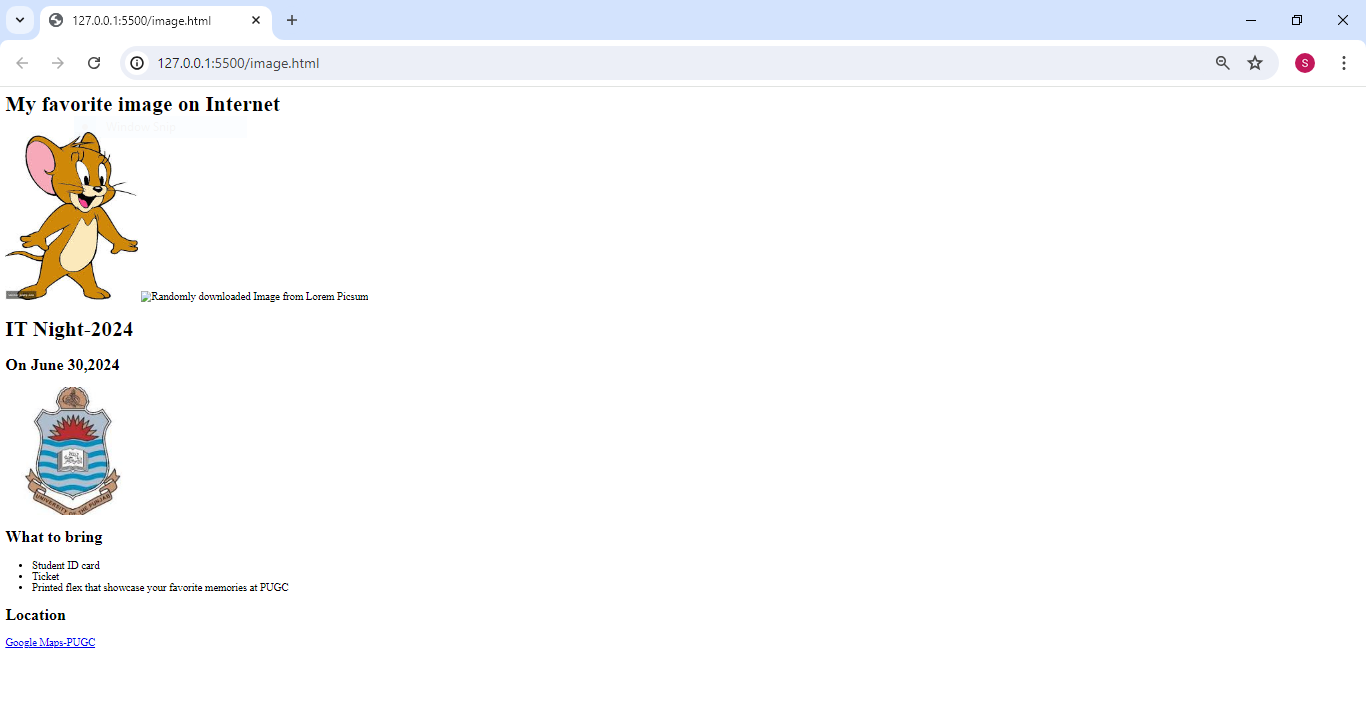 127.0.0.1:5500/image.html
127.0.0.1:5500/image.html
S
My favorite image on Internet
Randomly downloaded Image from Lorem Picsum
IT Night-2024
On June 30,2024
UNIVERSITY OF THE PUNJAB
What to bring
Student ID card
Ticket
Printed flex that showcase your favorite memories at PUGC
Location
Google Maps-PUGC